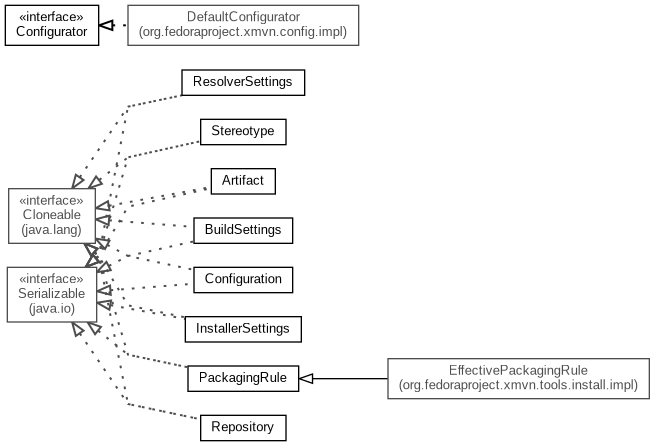 «interface»
Configurator
DefaultConfigurator
(org.fedoraproject.xmvn.config.impl)
ResolverSettings
Stereotype
Artifact
«interface»
Cloneable
(java.lang)
BuildSettings
«interface»
Serializable
(java.io)
Configuration
InstallerSettings
PackagingRule
EffectivePackagingRule
(org.fedoraproject.xmvn.tools.install.impl)
Repository